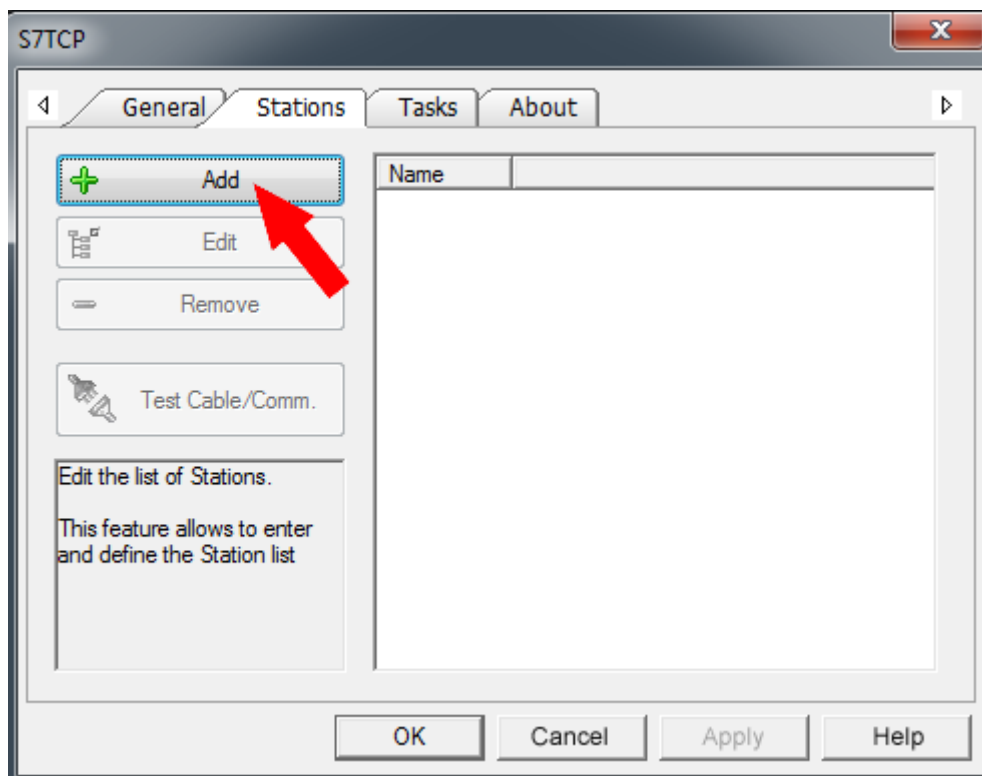 S7TCP
General
Stations
Tasks
About
Add
Edit
Remove
Test Cable/Comm.
Edit the list of Stations.
This feature allows to enter
and define the Station list
Name
OK
Cancel
Apply
Help